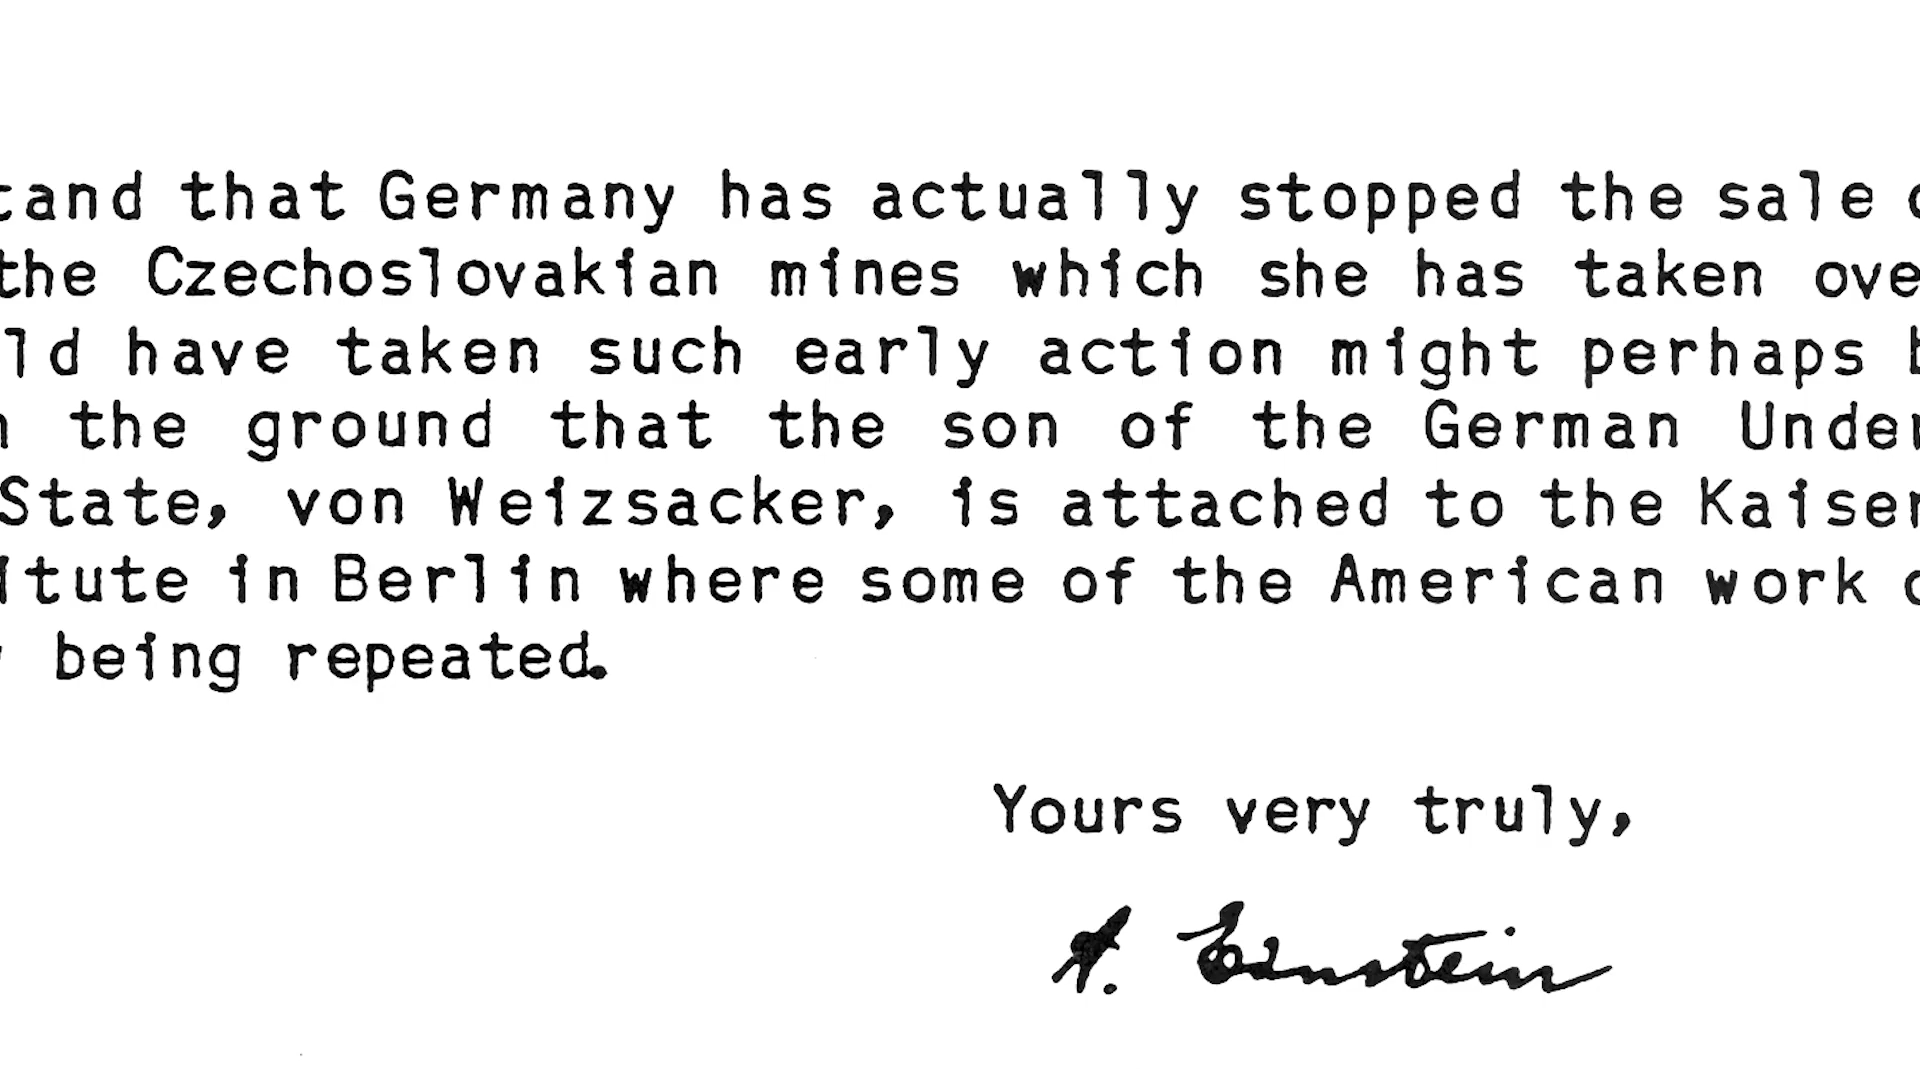 tand that Germany has actually stopped the sale
the Czechoslovakian mines which she has taken ove
ld have taken such early action might perhaps b
the ground that the son of the German Under
State, von Weizsacker, is attached to the Kaiser
itute in Berlin where some of the American work
being repeated.
Yours very truly,
A. Einstein